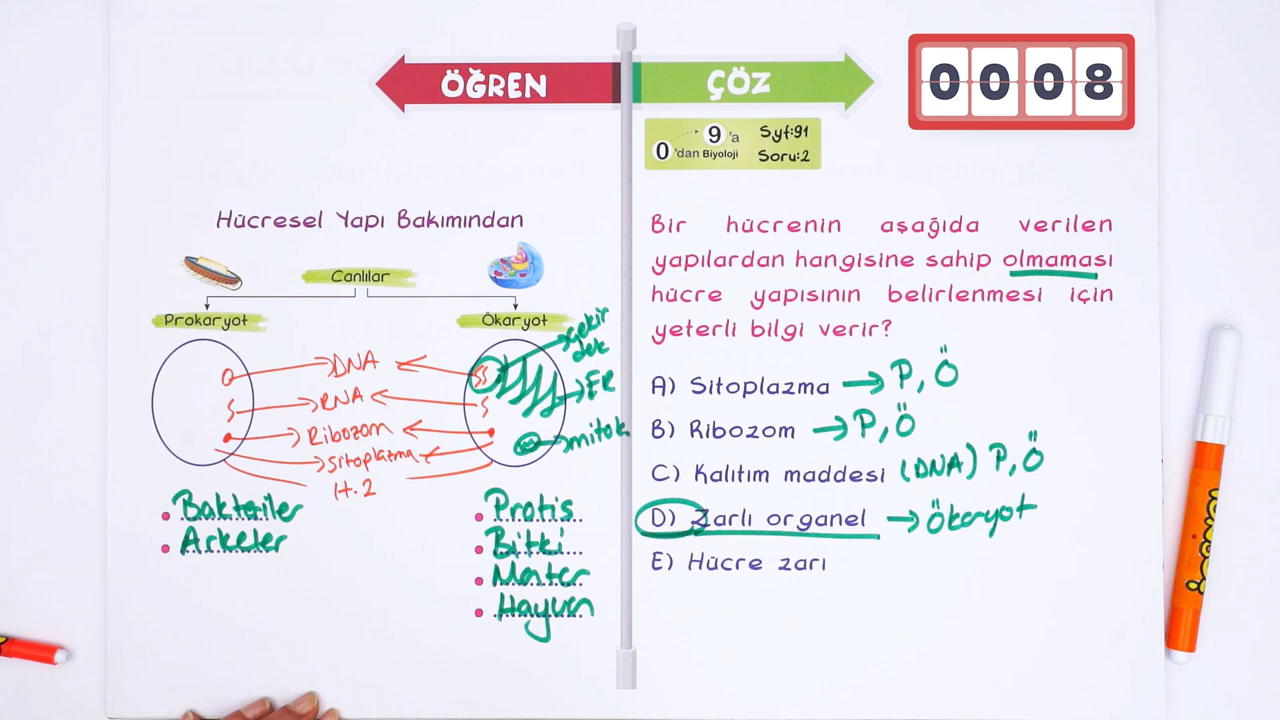 ÖĞREN
ÇÖZ
0008
0'dan 9'a
Biyoloji
Syf:91
Soru:2
Hücresel Yapı Bakımından
Canlılar
Prokaryot
Ökaryot
çekir
dek
ER
mitok
DNA
RNA
Ribozom
sitoplazma
H.Z
Bakteriler
Arkeler
Protis
Bitki
Mantar
Hayvan
Bir hücrenin aşağıda verilen
yapılardan hangisine sahip olmaması
hücre yapısının belirlenmesi için
yeterli bilgi verir?
A) Sitoplazma → P, Ö
B) Ribozom → P, Ö
C) Kalıtım maddesi (DNA) P, Ö
D) Zarlı organel → Ökaryot
E) Hücre zarı